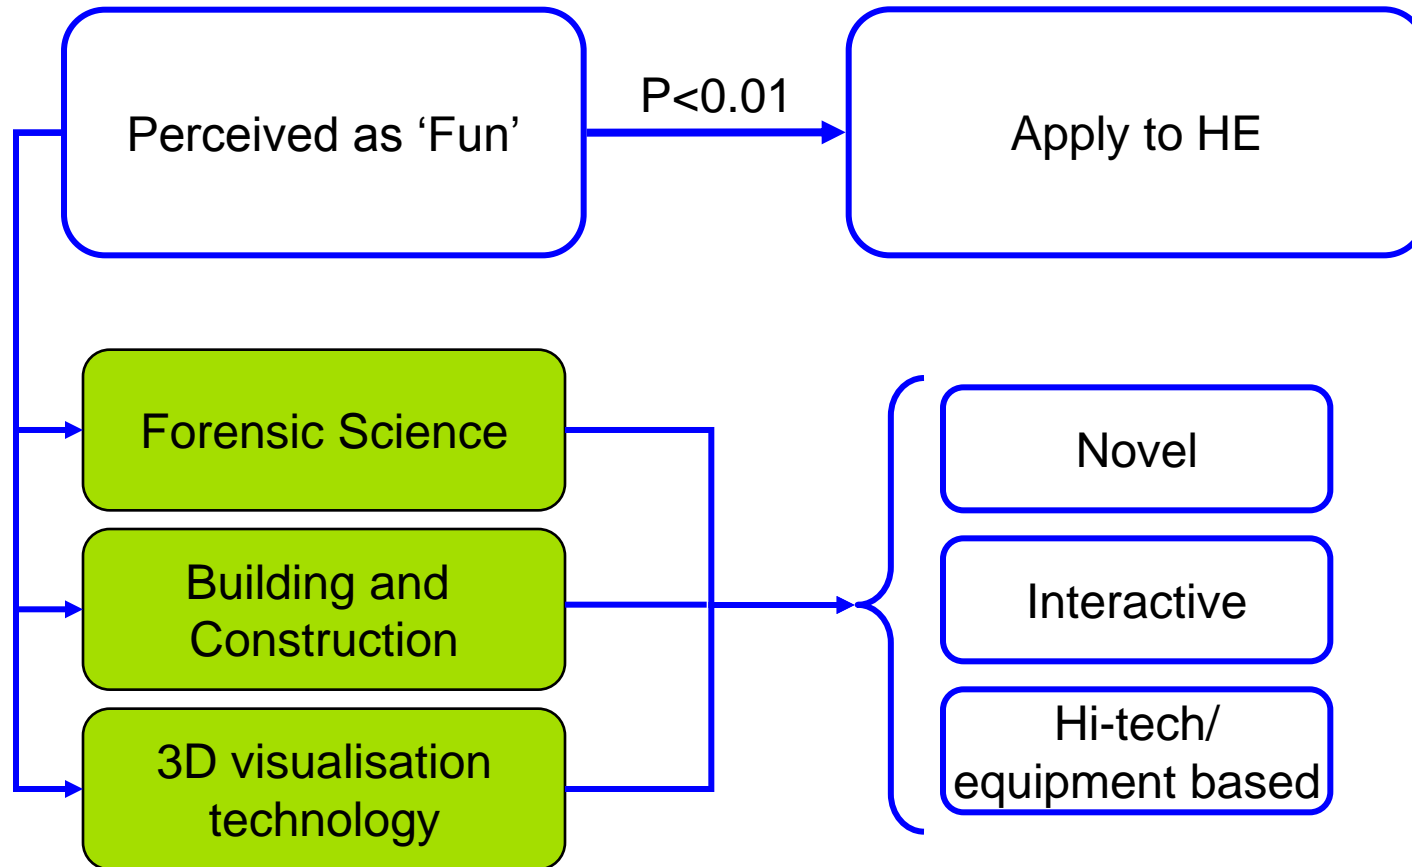 Perceived as ‘Fun’
P<0.01
Apply to HE
Forensic Science
Building and
Construction
3D visualisation
technology
Novel
Interactive
Hi-tech/
equipment based